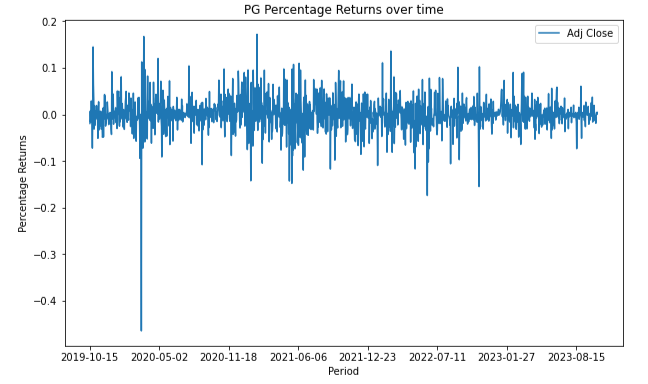 PG Percentage Returns over time
Adj Close
0.2
0.1
0.0
−0.1
−0.2
−0.3
−0.4
Percentage Returns
2019-10-15 2020-05-02 2020-11-18 2021-06-06 2021-12-23 2022-07-11 2023-01-27 2023-08-15
Period